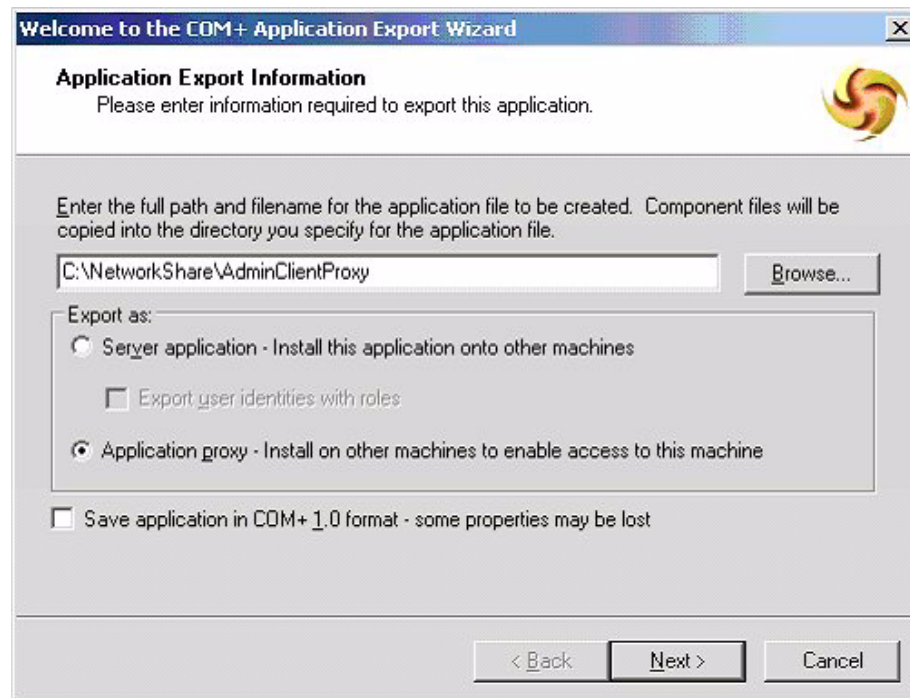 Welcome to the COM+ Application Export Wizard
Application Export Information
Please enter information required to export this application.
Enter the full path and filename for the application file to be created. Component files will be
copied into the directory you specify for the application file.
C:\NetworkShare\AdminClientProxy
Browse...
Export as:
Server application - Install this application onto other machines
Export user identities with roles
Application proxy - Install on other machines to enable access to this machine
Save application in COM+ 1.0 format - some properties may be lost
< Back Next > Cancel